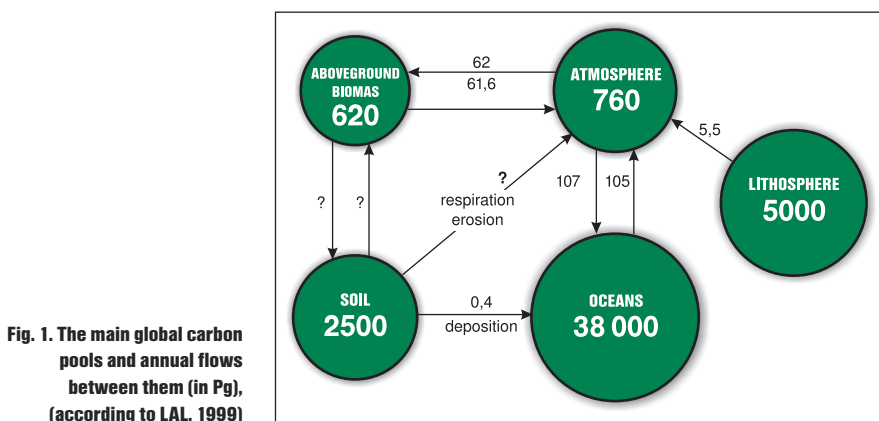 ABOVEGROUND
BIOMAS
620
62
61,6
ATMOSPHERE
760
5,5
LITHOSPHERE
5000
?
?
?
respiration
erosion
107
105
SOIL
2500
0,4
deposition
OCEANS
38 000
Fig. 1. The main global carbon
pools and annual flows
between them (in Pg),
(according to LAL, 1999)